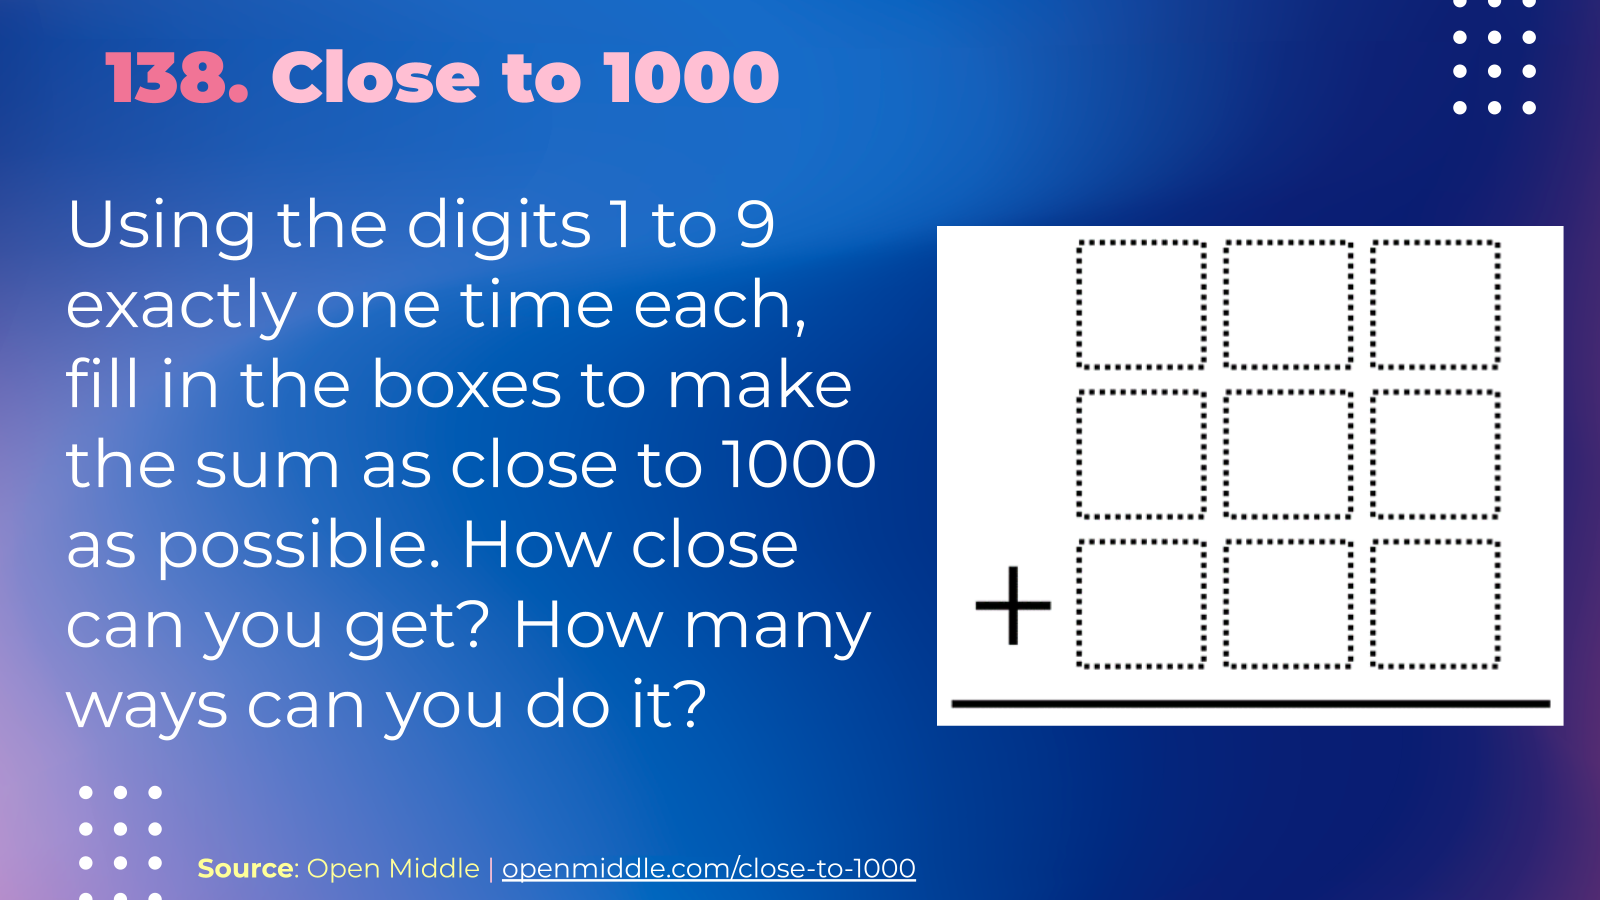 138. Close to 1000
Using the digits 1 to 9
exactly one time each,
fill in the boxes to make
the sum as close to 1000
as possible. How close
can you get? How many
ways can you do it?
+
Source: Open Middle | openmiddle.com/close-to-1000